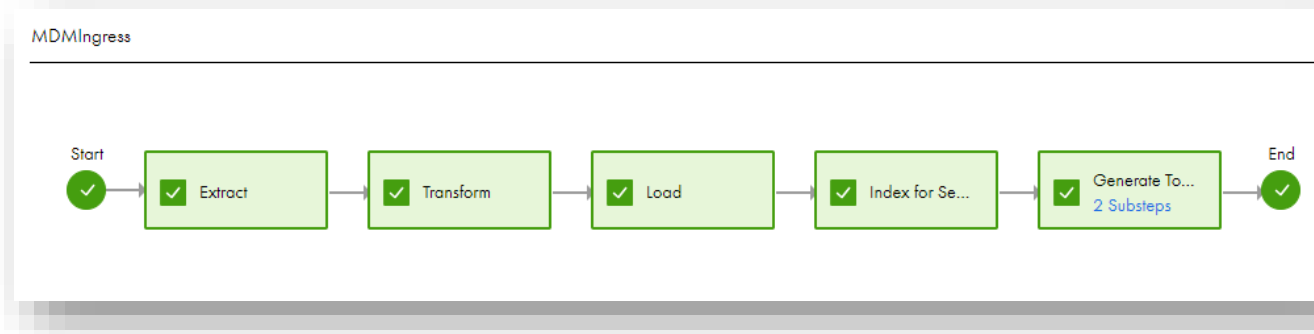 MDMIngress
Start
Extract
Transform
Load
Index for Se...
Generate To...
2 Substeps
End